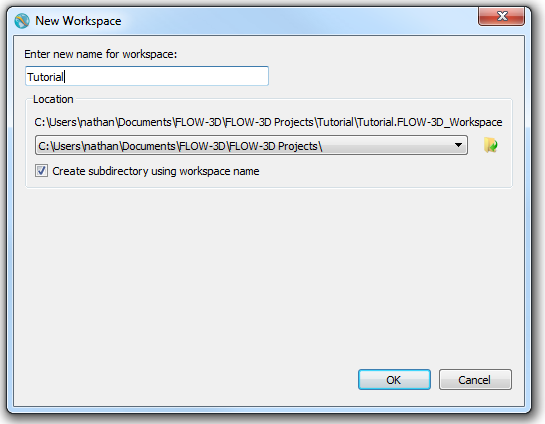 New Workspace
Enter new name for workspace:
Tutorial
Location
C:\Users\nathan\Documents\FLOW-3D\FLOW-3D Projects\Tutorial\Tutorial.FLOW-3D_Workspace
C:\Users\nathan\Documents\FLOW-3D\FLOW-3D Projects\
Create subdirectory using workspace name
OK Cancel